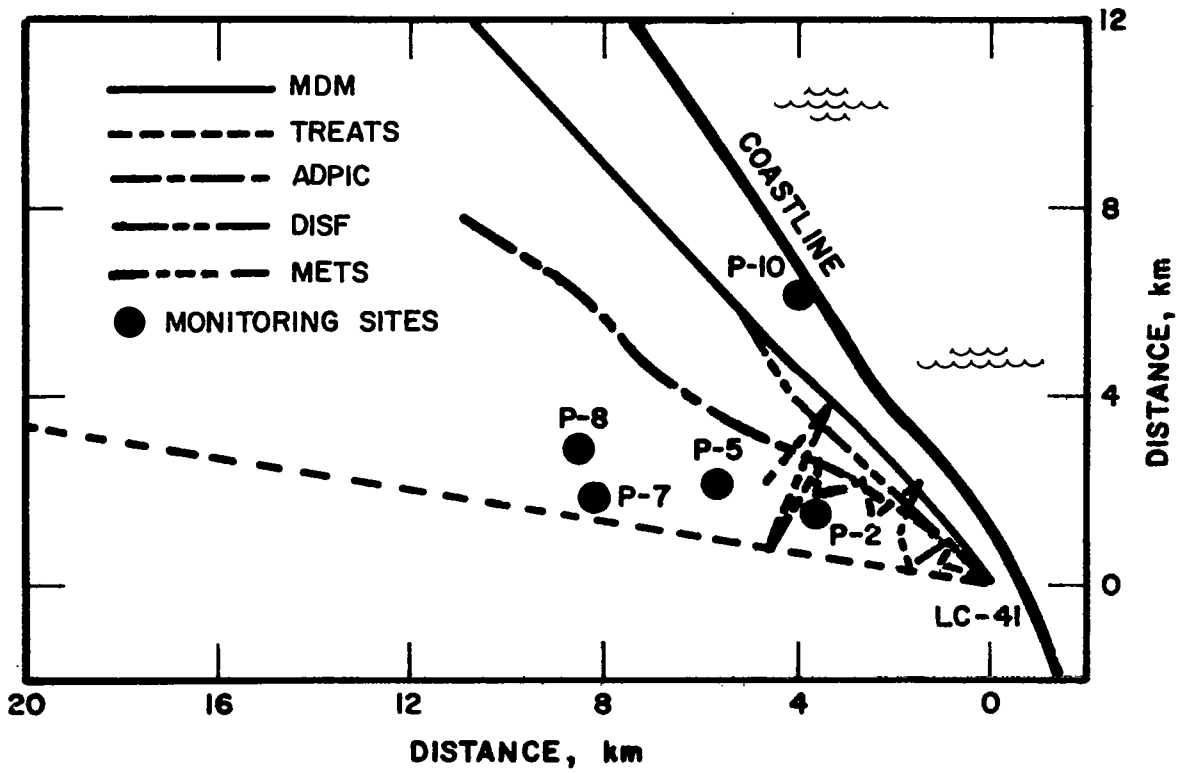 12
MDM
TREATS
ADPIC
DISF
METS
MONITORING SITES
COASTLINE
P-10
8
DISTANCE, km
4
P-8
P-5
P-7
P-2
0
LC-41
20 16 12 8 4 0
DISTANCE, km